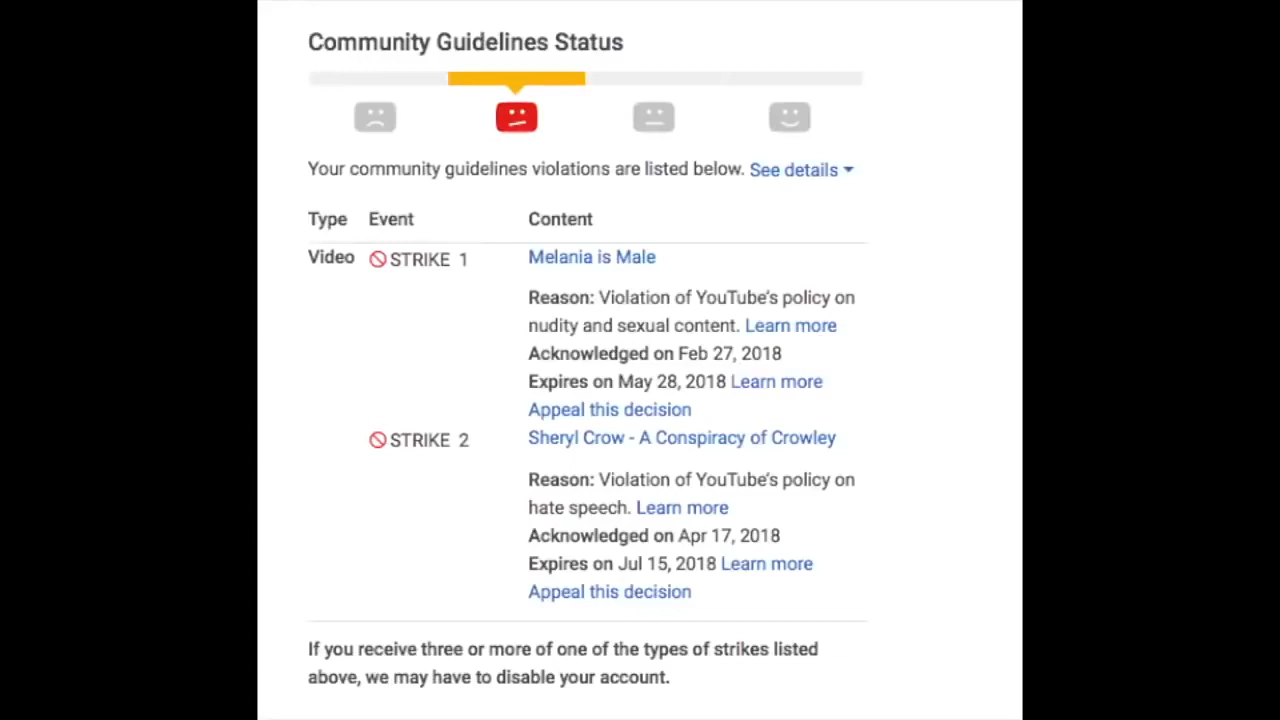 Community Guidelines Status
Your community guidelines violations are listed below. See details
Type Event Content
Video STRIKE 1 Melania is Male
Reason: Violation of YouTube's policy on
nudity and sexual content. Learn more
Acknowledged on Feb 27, 2018
Expires on May 28, 2018 Learn more
Appeal this decision
STRIKE 2 Sheryl Crow - A Conspiracy of Crowley
Reason: Violation of YouTube's policy on
hate speech. Learn more
Acknowledged on Apr 17, 2018
Expires on Jul 15, 2018 Learn more
Appeal this decision
If you receive three or more of one of the types of strikes listed
above, we may have to disable your account.